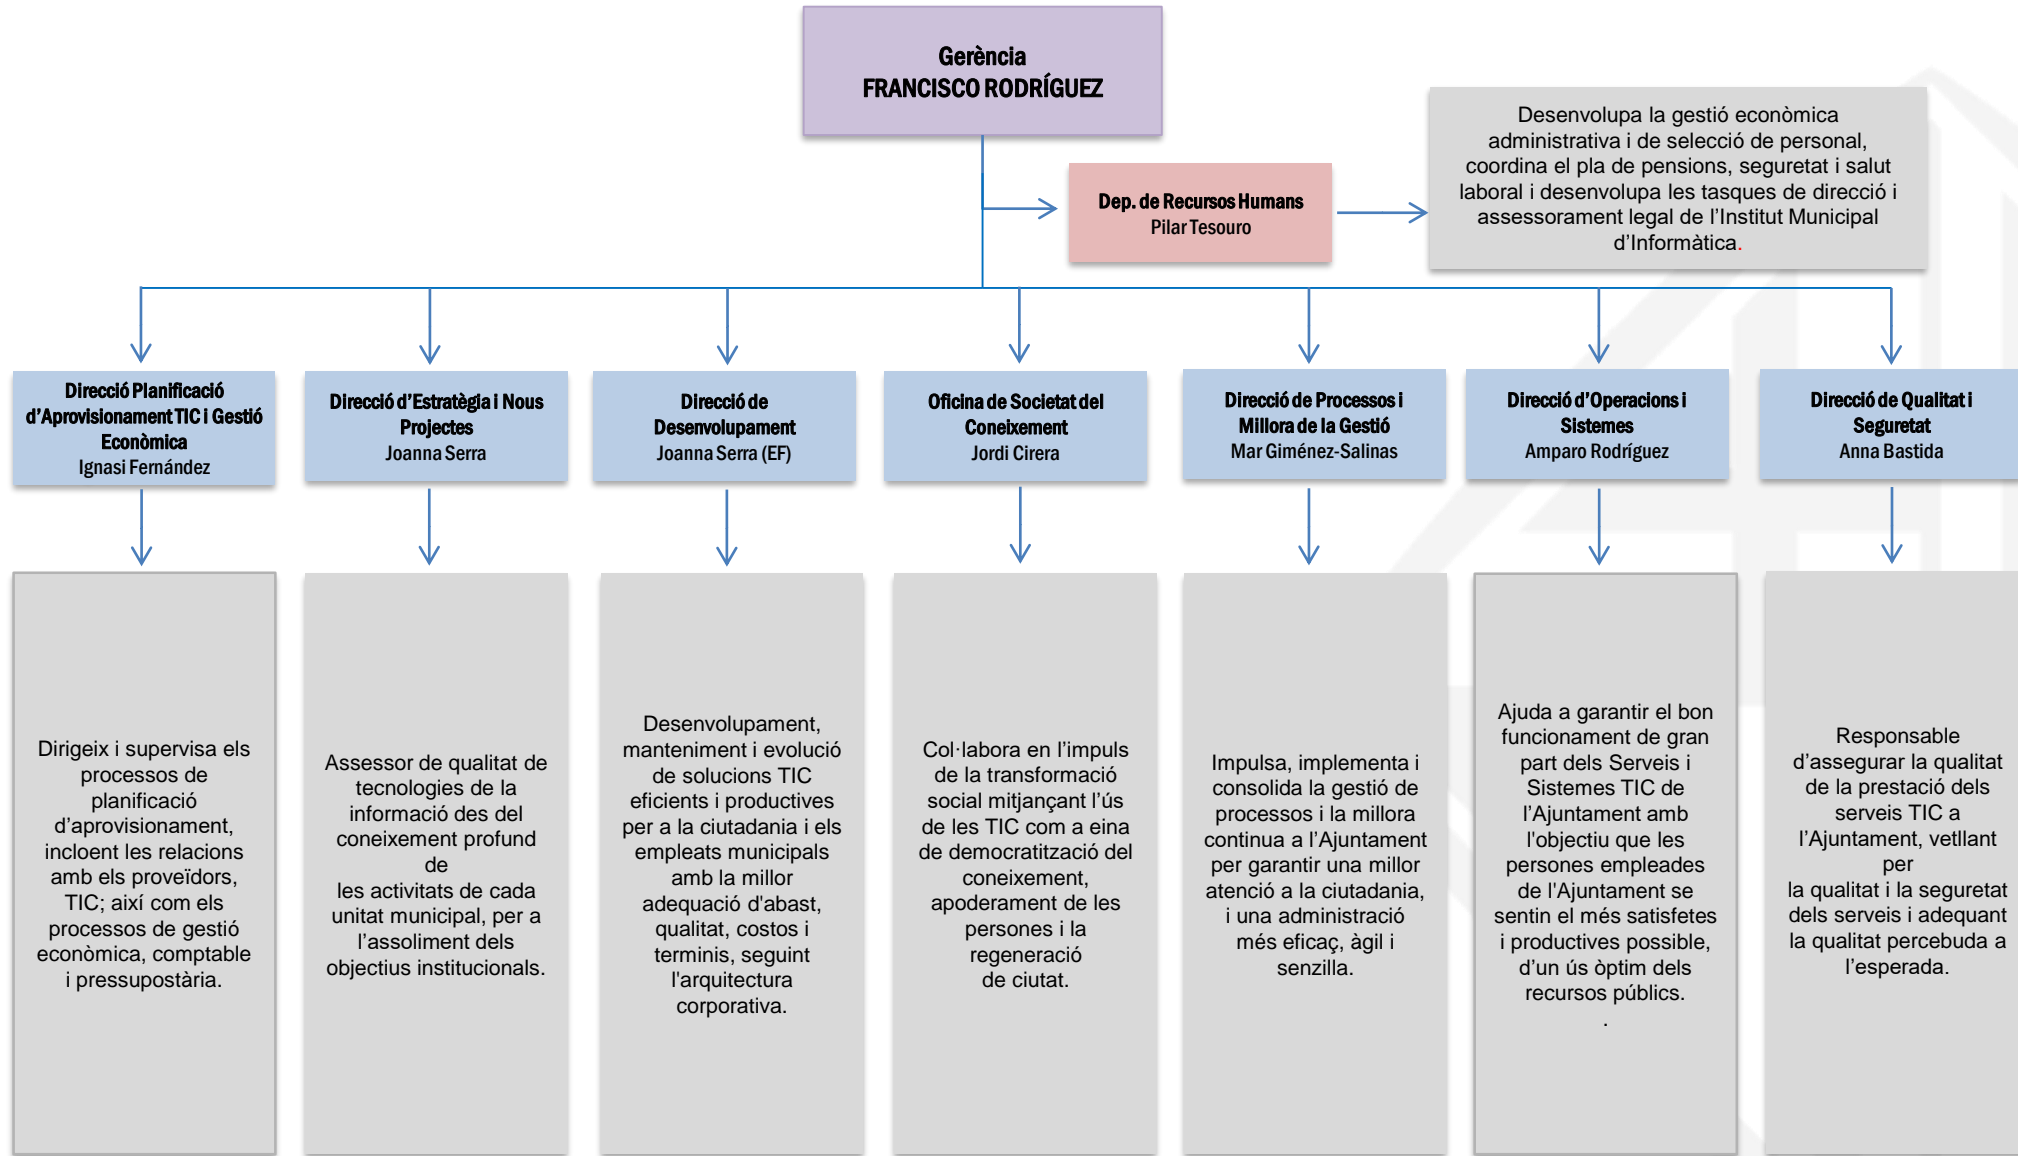 Gerència
FRANCISCO RODRÍGUEZ
Desenvolupa la gestió econòmica
administrativa i de selecció de personal,
coordina el pla de pensions, seguretat i salut
laboral i desenvolupa les tasques de direcció i
assessorament legal de l’Institut Municipal
d’Informàtica.
Dep. de Recursos Humans
Pilar Tesouro
Direcció Planificació
d’Aprovisionament TIC i Gestió
Econòmica
Ignasi Fernández
Direcció d’Estratègia i Nous
Projectes
Joanna Serra
Direcció de
Desenvolupament
Joanna Serra (EF)
Oficina de Societat del
Coneixement
Jordi Cirera
Direcció de Processos i
Millora de la Gestió
Mar Giménez-Salinas
Direcció d’Operacions i
Sistemes
Amparo Rodríguez
Direcció de Qualitat i
Seguretat
Anna Bastida
Dirigeix i supervisa els
processos de
planificació
d’aprovisionament,
incloent les relacions
amb els proveïdors,
TIC; així com els
processos de gestió
econòmica, comptable
i pressupostària.
Assessor de qualitat de
tecnologies de la
informació des del
coneixement profund
de
les activitats de cada
unitat municipal, per a
l’assoliment dels
objectius institucionals.
Desenvolupament,
manteniment i evolució
de solucions TIC
eficients i productives
per a la ciutadania i els
empleats municipals
amb la millor
adequació d'abast,
qualitat, costos i
terminis, seguint
l'arquitectura
corporativa.
Col·labora en l’impuls
de la transformació
social mitjançant l’ús
de les TIC com a eina
de democratització del
coneixement,
apoderament de les
persones i la
regeneració
de ciutat.
Impulsa, implementa i
consolida la gestió de
processos i la millora
continua a l’Ajuntament
per garantir una millor
atenció a la ciutadania,
i una administració
més eficaç, àgil i
senzilla.
Ajuda a garantir el bon
funcionament de gran
part dels Serveis i
Sistemes TIC de
l’Ajuntament amb
l'objectiu que les
persones empleades
de l'Ajuntament se
sentin el més satisfetes
i productives possible,
d’un ús òptim dels
recursos públics.
.
Responsable
d’assegurar la qualitat
de la prestació dels
serveis TIC a
l’Ajuntament, vetllant
per
la qualitat i la seguretat
dels serveis i adequant
la qualitat percebuda a
l’esperada.